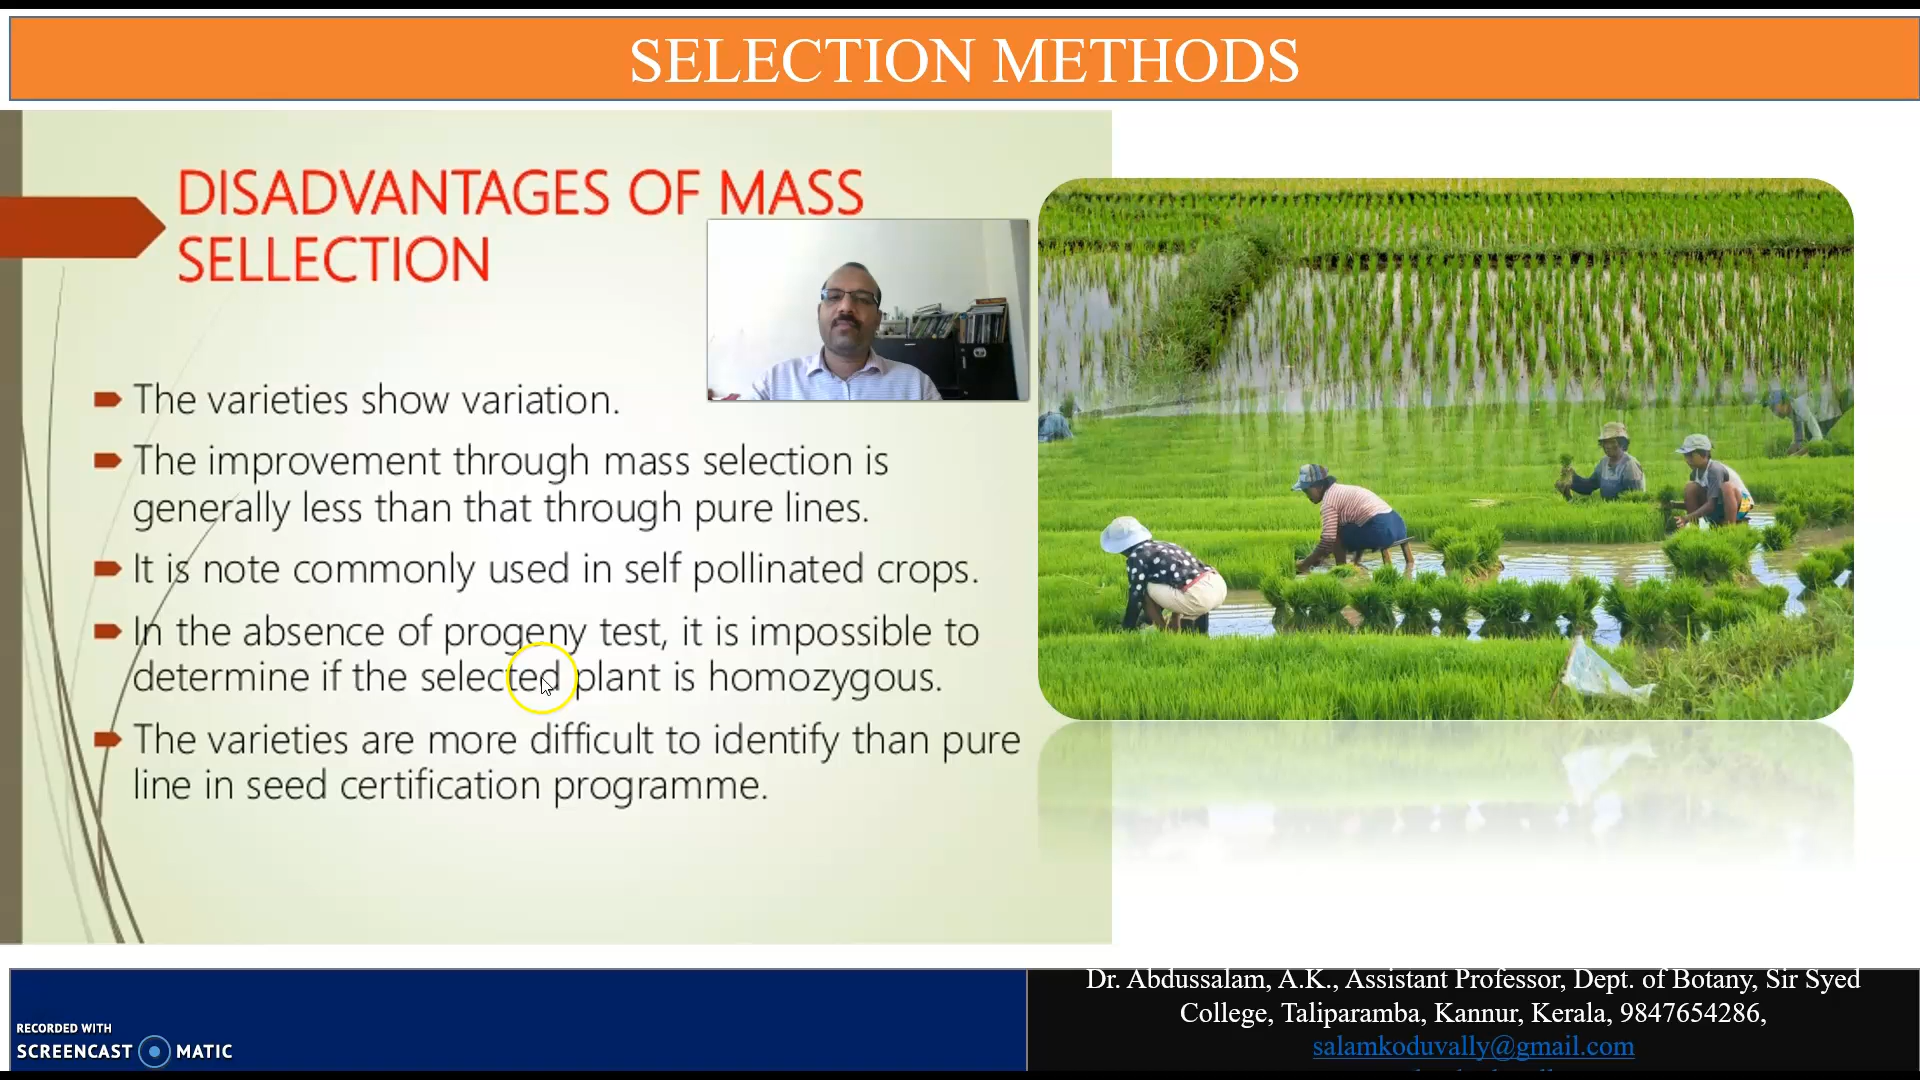 SELECTION METHODS
DISADVANTAGES OF MASS
SELLECTION
The varieties show variation.
The improvement through mass selection is
generally less than that through pure lines.
It is note commonly used in self pollinated crops.
In the absence of progeny test, it is impossible to
determine if the selected plant is homozygous.
The varieties are more difficult to identify than pure
line in seed certification programme.
RECORDED WITH
SCREENCAST MATIC
Dr. Abdussalam, A.K., Assistant Professor, Dept. of Botany, Sir Syed
College, Taliparamba, Kannur, Kerala, 9847654286,
salamkoduvally@gmail.com